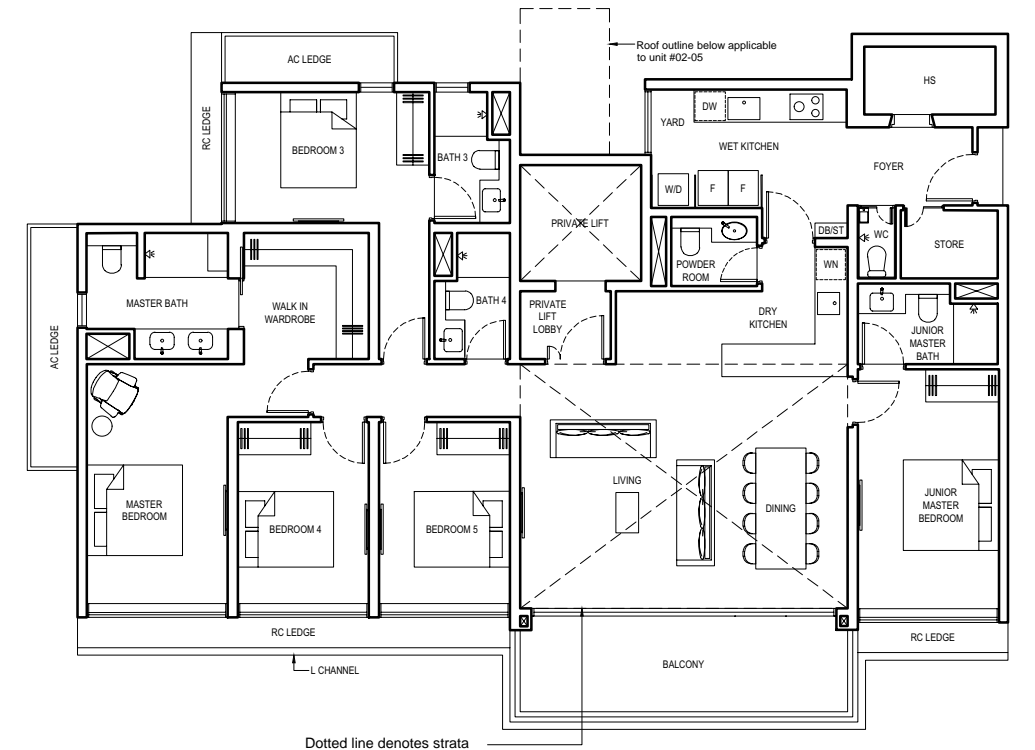 Roof outline below applicable
to unit #02-05
AC LEDGE
HS
RC LEDGE
YARD
DW
BEDROOM 3
BATH 3
WET KITCHEN
FOYER
W/D
F
F
PRIVATE LIFT
DB/ST
WC
STORE
POWDER
ROOM
WN
MASTER BATH
WALK IN
WARDROBE
BATH 4
PRIVATE
LIFT
LOBBY
DRY
KITCHEN
JUNIOR
MASTER
BATH
AC LEDGE
MASTER
BEDROOM
BEDROOM 4
BEDROOM 5
LIVING
DINING
JUNIOR
MASTER
BEDROOM
RC LEDGE
RC LEDGE
L CHANNEL
BALCONY
Dotted line denotes strata